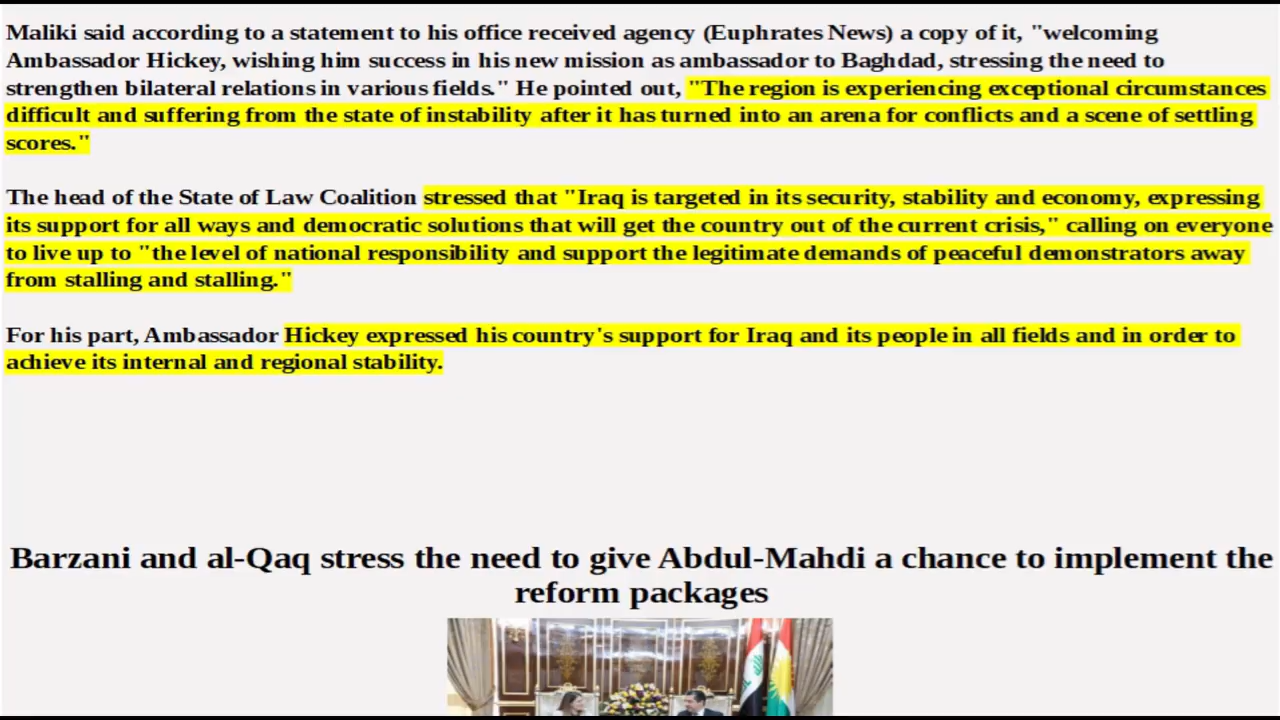 Maliki said according to a statement to his office received agency (Euphrates News) a copy of it, "welcoming
Ambassador Hickey, wishing him success in his new mission as ambassador to Baghdad, stressing the need to
strengthen bilateral relations in various fields." He pointed out, "The region is experiencing exceptional circumstances
difficult and suffering from the state of instability after it has turned into an arena for conflicts and a scene of settling
scores."
The head of the State of Law Coalition stressed that "Iraq is targeted in its security, stability and economy, expressing
its support for all ways and democratic solutions that will get the country out of the current crisis," calling on everyone
to live up to "the level of national responsibility and support the legitimate demands of peaceful demonstrators away
from stalling and stalling."
For his part, Ambassador Hickey expressed his country's support for Iraq and its people in all fields and in order to
achieve its internal and regional stability.
Barzani and al-Qaq stress the need to give Abdul-Mahdi a chance to implement the
reform packages